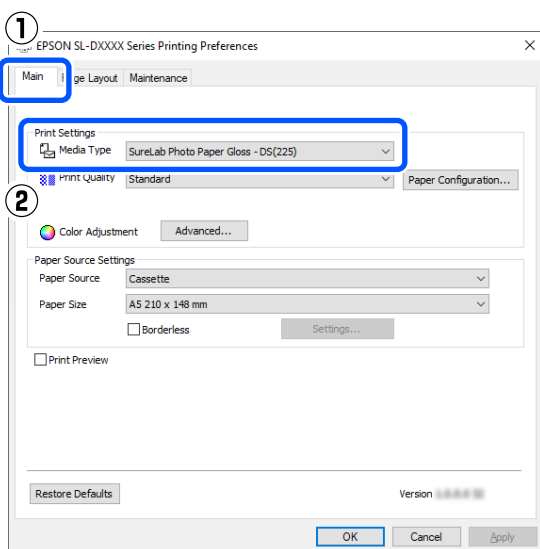 ①
EPSON SL-DXXXX Series Printing Preferences
Main ge Layout Maintenance
Print Settings
Media Type SureLab Photo Paper Gloss - DS(225)
Print Quality Standard Paper Configuration...
②
Color Adjustment Advanced...
Paper Source Settings
Paper Source Cassette
Paper Size A5 210 x 148 mm
Borderless Settings...
Print Preview
Restore Defaults Version
OK Cancel Apply